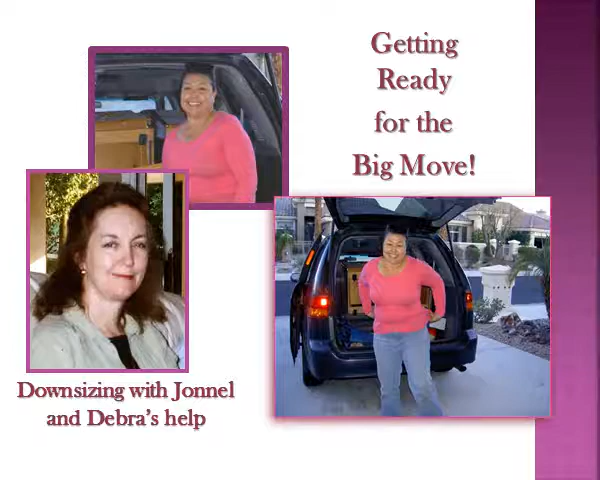 Getting
Ready
for the
Big Move!
Downsizing with Jonnel
and Debra's help